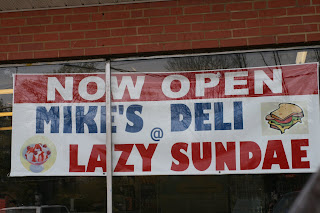 NOW OPEN
MIKE'S @ DELI
LAZY SUNDAE